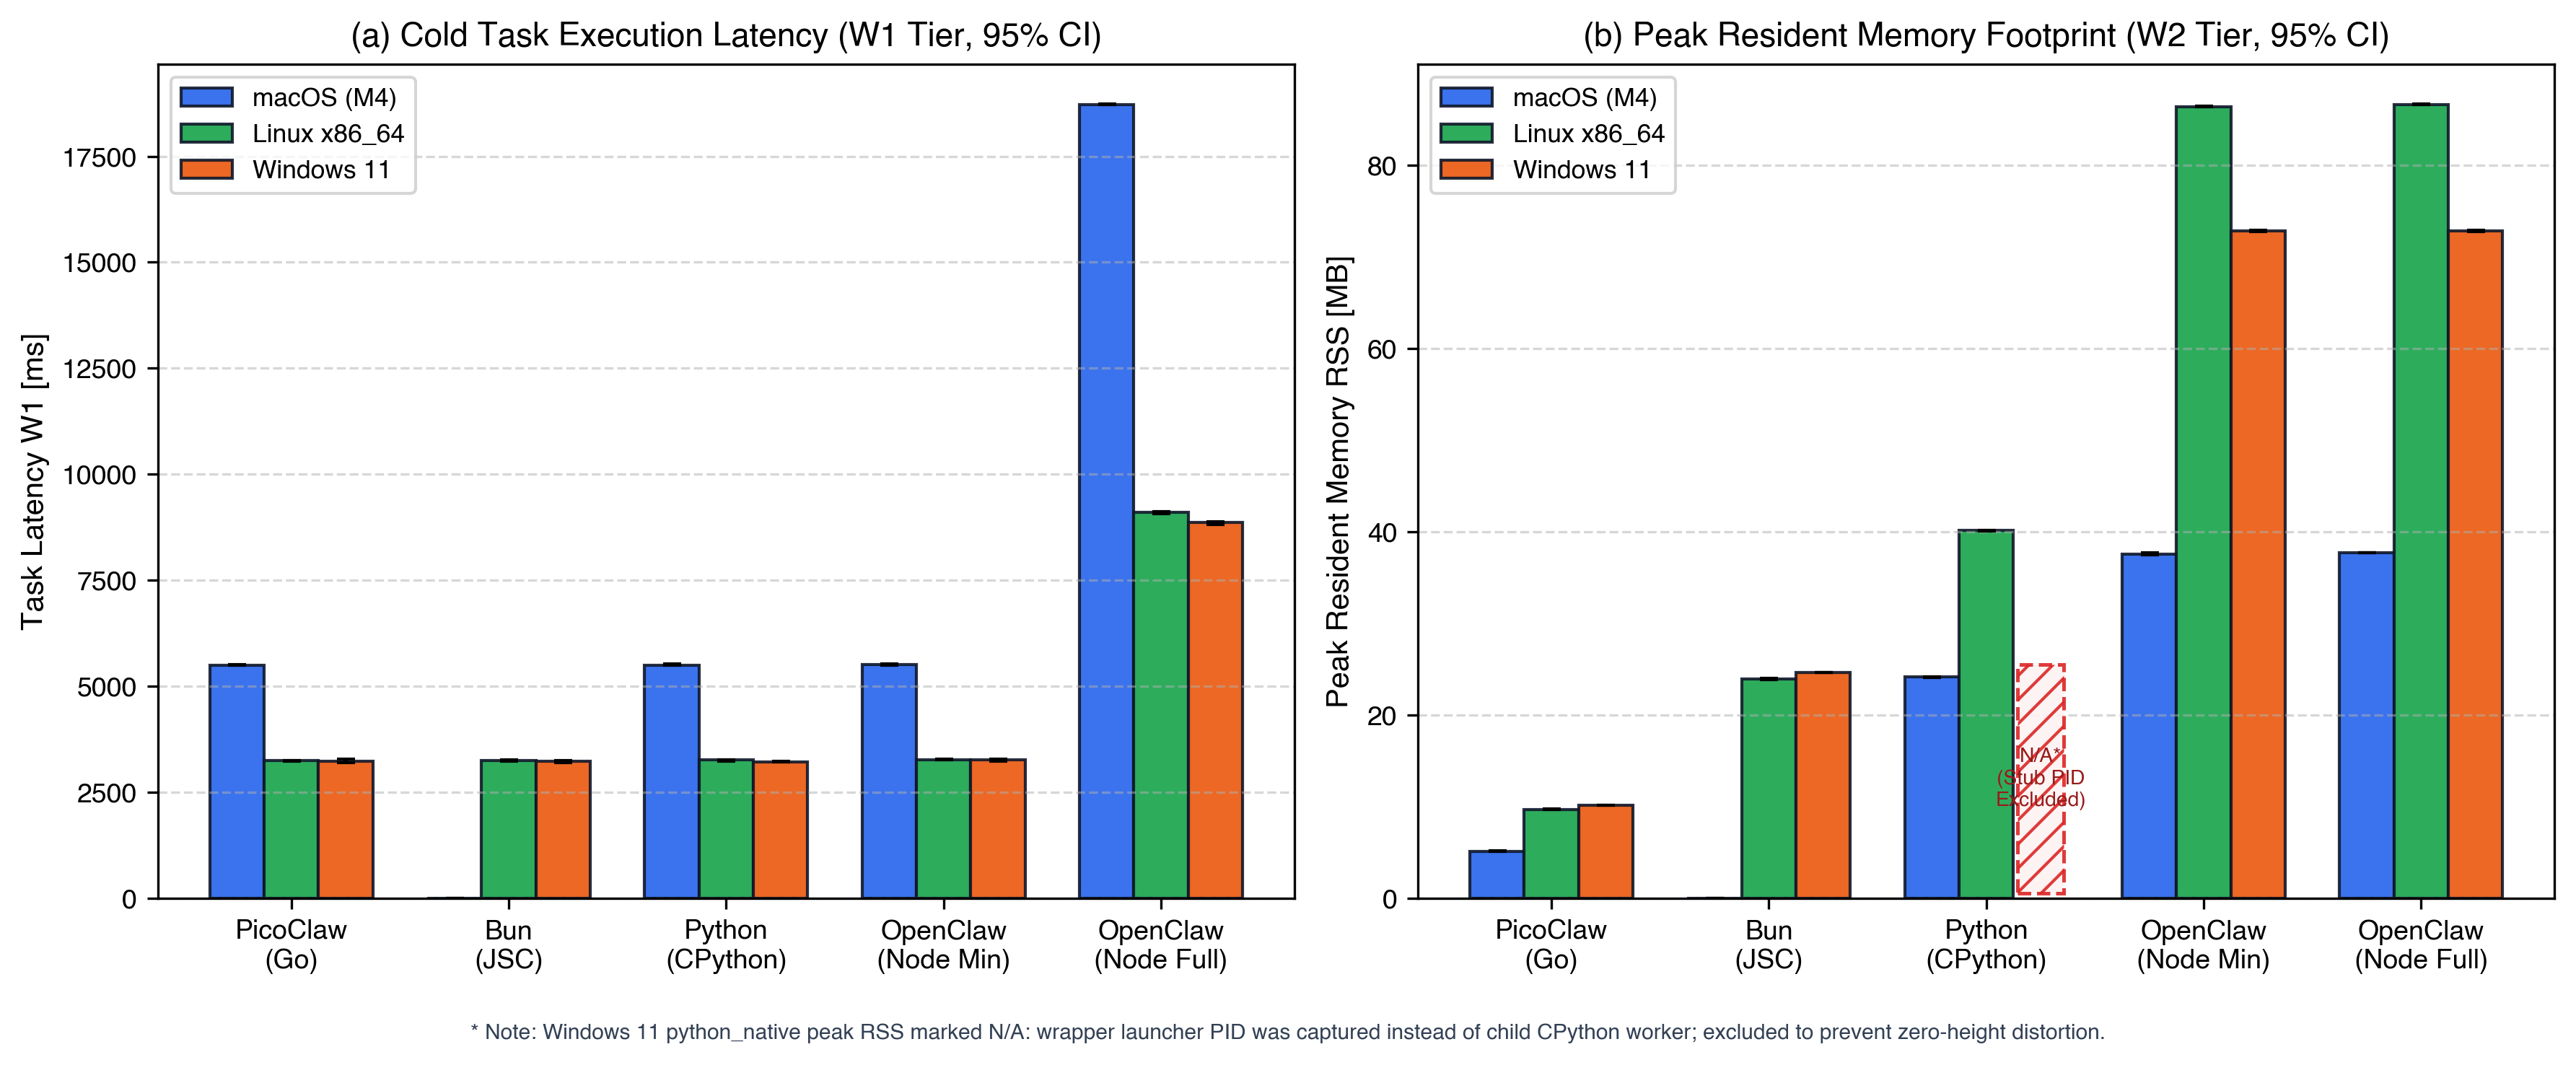 (a) Cold Task Execution Latency (W1 Tier, 95% CI)
macOS (M4)
Linux x86_64
Windows 11
Task Latency W1 [ms]
17500
15000
12500
10000
7500
5000
2500
0
PicoClaw
(Go)
Bun
(JSC)
Python
(CPython)
OpenClaw
(Node Min)
OpenClaw
(Node Full)
(b) Peak Resident Memory Footprint (W2 Tier, 95% CI)
macOS (M4)
Linux x86_64
Windows 11
Peak Resident Memory RSS [MB]
80
60
40
20
0
N/A*
(Stub PID
Excluded)
PicoClaw
(Go)
Bun
(JSC)
Python
(CPython)
OpenClaw
(Node Min)
OpenClaw
(Node Full)
* Note: Windows 11 python_native peak RSS marked N/A: wrapper launcher PID was captured instead of child CPython worker; excluded to prevent zero-height distortion.